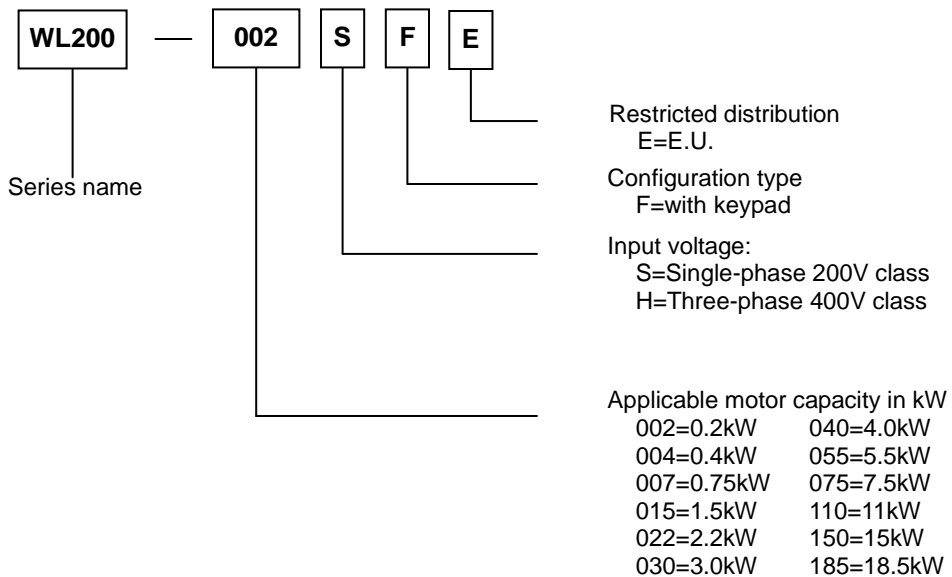 WL200 — 002 S F E
Restricted distribution
E=E.U.
Configuration type
F=with keypad
Series name
Input voltage:
S=Single-phase 200V class
H=Three-phase 400V class
Applicable motor capacity in kW
002=0.2kW 040=4.0kW
004=0.4kW 055=5.5kW
007=0.75kW 075=7.5kW
015=1.5kW 110=11kW
022=2.2kW 150=15kW
030=3.0kW 185=18.5kW